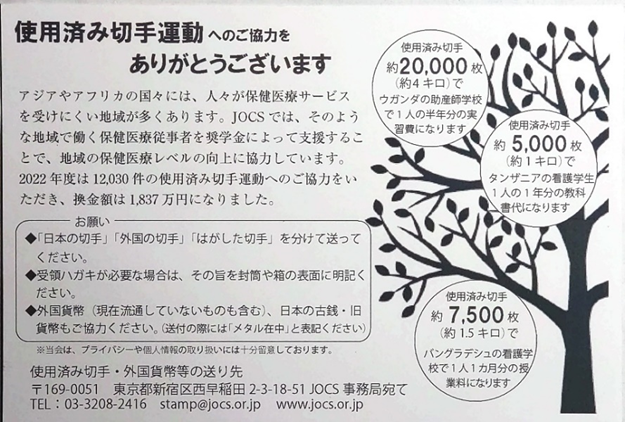 使用済み切手運動 へのご協力を
ありがとうございます
アジアやアフリカの国々には、人々が保健医療サービス
を受けにくい地域が多くあります。JOCSでは、そのよう
な地域で働く保健医療従事者を奨学金によって支援するこ
とで、地域の保健医療レベルの向上に協力しています。
2022年度は12,030件の使用済み切手運動へのご協力をい
ただき、換金額は1,837万円になりました。
お願い
◆「日本の切手」「外国の切手」「はがした切手」を分けて送って
ください。
◆受領ハガキが必要な場合は、その旨を封筒や箱の表面に明記く
ださい。
◆外国貨幣（現在流通していないものも含む）、日本の古銭・旧
貨幣もご協力ください。（送付の際には「メタル在中」と表記ください）
※当会は、プライバシーや個人情報の取り扱いには十分留意しております。
使用済み切手・外国貨幣等の送り先
〒169-0051 東京都新宿区西早稲田2-3-18-51 JOCS事務局宛て
TEL：03-3208-2416 stamp@jocs.or.jp www.jocs.or.jp
使用済み切手
約20,000枚
（約4キロ）で
ウガンダの助産師学校
で1人の半年分の実
習費になります
使用済み切手
約5,000枚
（約1キロ）で
タンザニアの看護学生
1人の1年分の教科
書代になります
使用済み切手
約7,500枚
（約1.5キロ）で
バングラデシュの看護学
校で1人1カ月分の授
業料になります